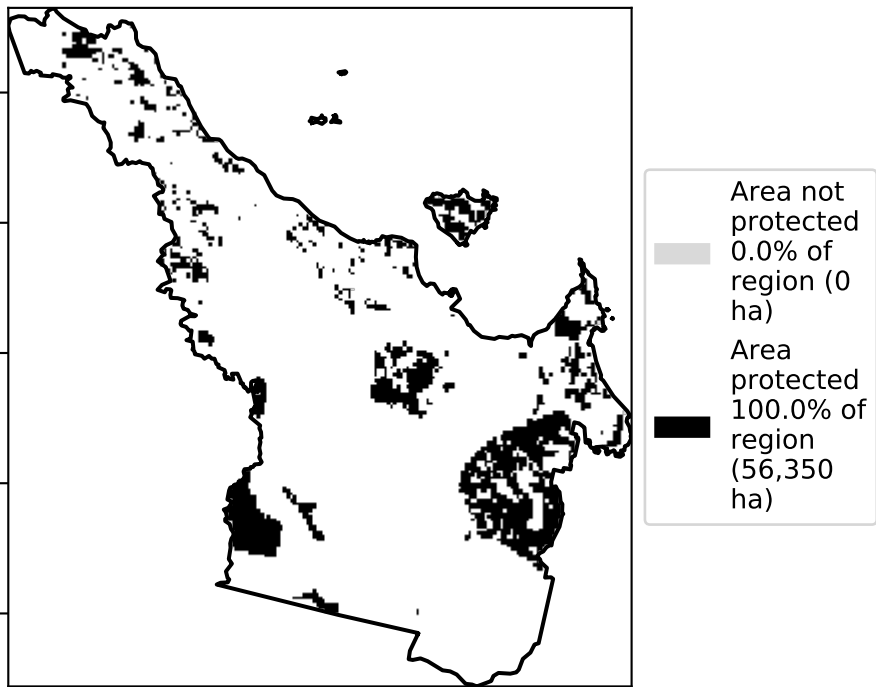 Area not
protected
0.0% of
region (0
ha)
Area
protected
100.0% of
region
(56,350
ha)